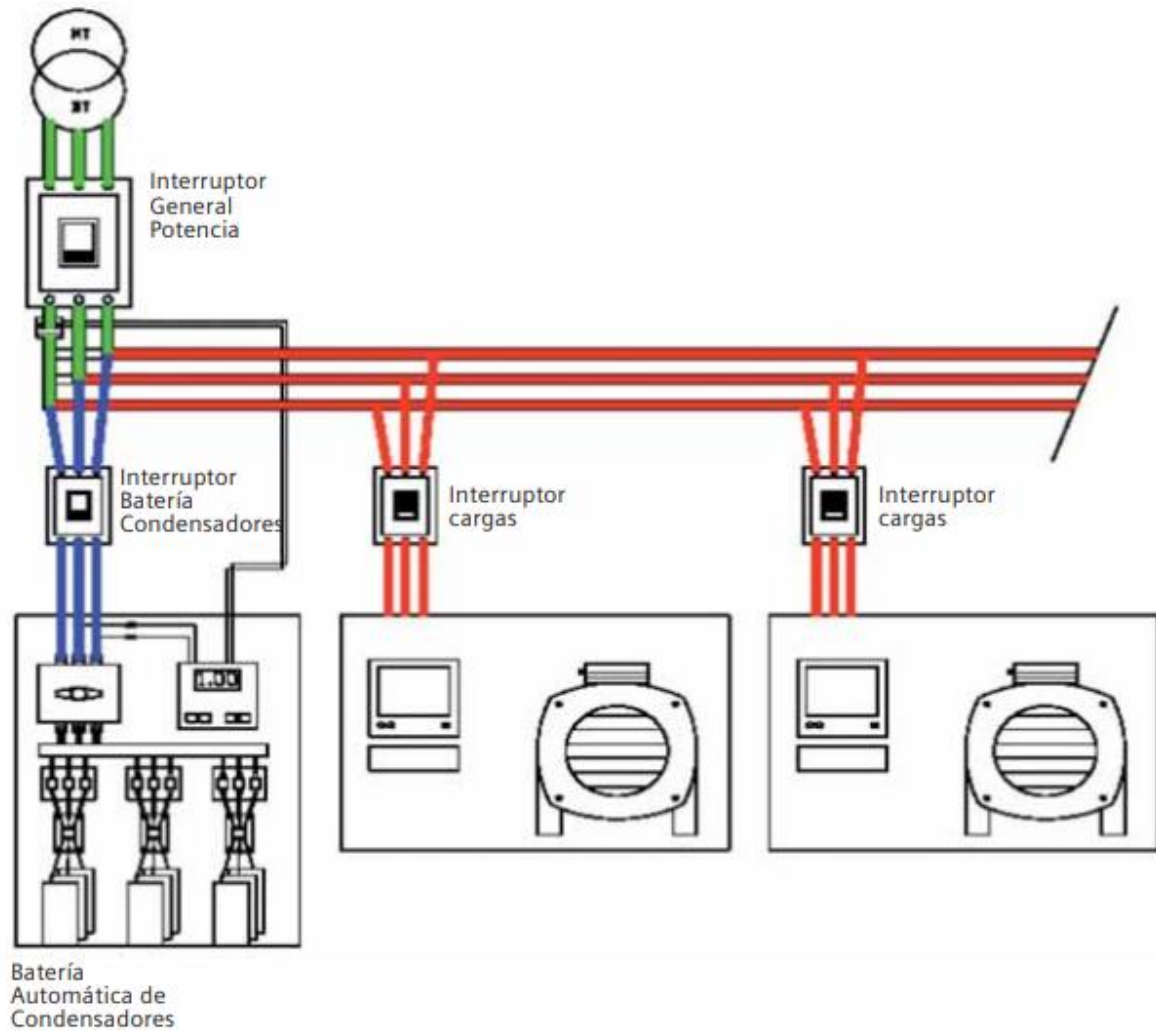 MT
BT
Interruptor
General
Potencia
Interruptor
Batería
Condensadores
Interruptor
cargas
Interruptor
cargas
1.00
Batería
Automática de
Condensadores